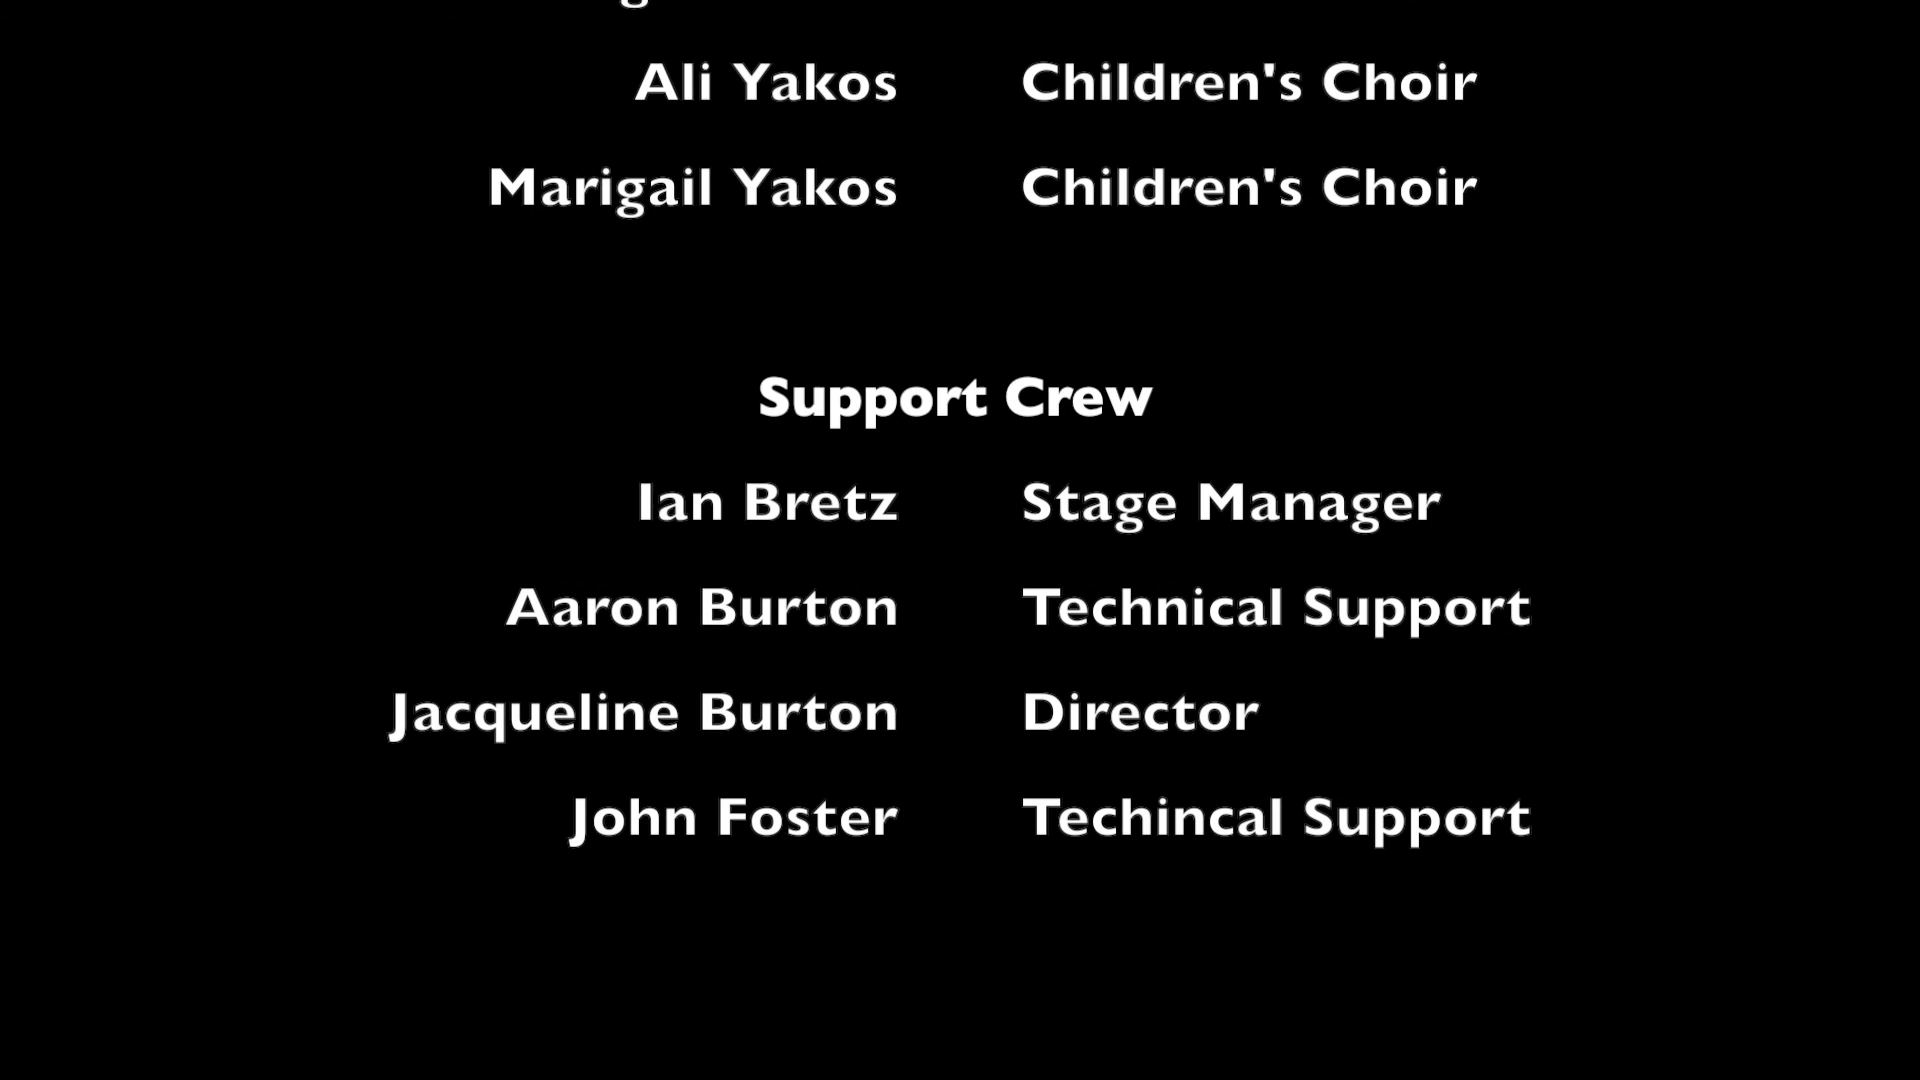 Ali Yakos Children's Choir
Marigail Yakos Children's Choir
Support Crew
Ian Bretz Stage Manager
Aaron Burton Technical Support
Jacqueline Burton Director
John Foster Techincal Support